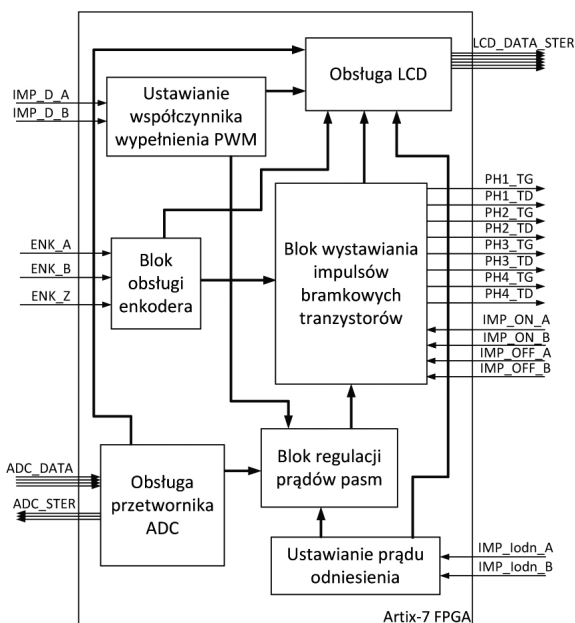 LCD_DATA_STER
Obsługa LCD
IMP_D_A
IMP_D_B
Ustawianie
współczynnika
wypełnienia PWM
PH1_TG
PH1_TD
PH2_TG
PH2_TD
PH3_TG
PH3_TD
PH4_TG
PH4_TD
ENK_A
ENK_B
ENK_Z
Blok
obsługi
enkodera
Blok wystawiania
impulsów
bramkowych
tranzystorów
IMP_ON_A
IMP_ON_B
IMP_OFF_A
IMP_OFF_B
ADC_DATA
ADC_STER
Obsługa
przetwornika
ADC
Blok regulacji
prądów pasm
Ustawianie prądu
odniesienia
IMP_Iodn_A
IMP_Iodn_B
Artix-7 FPGA